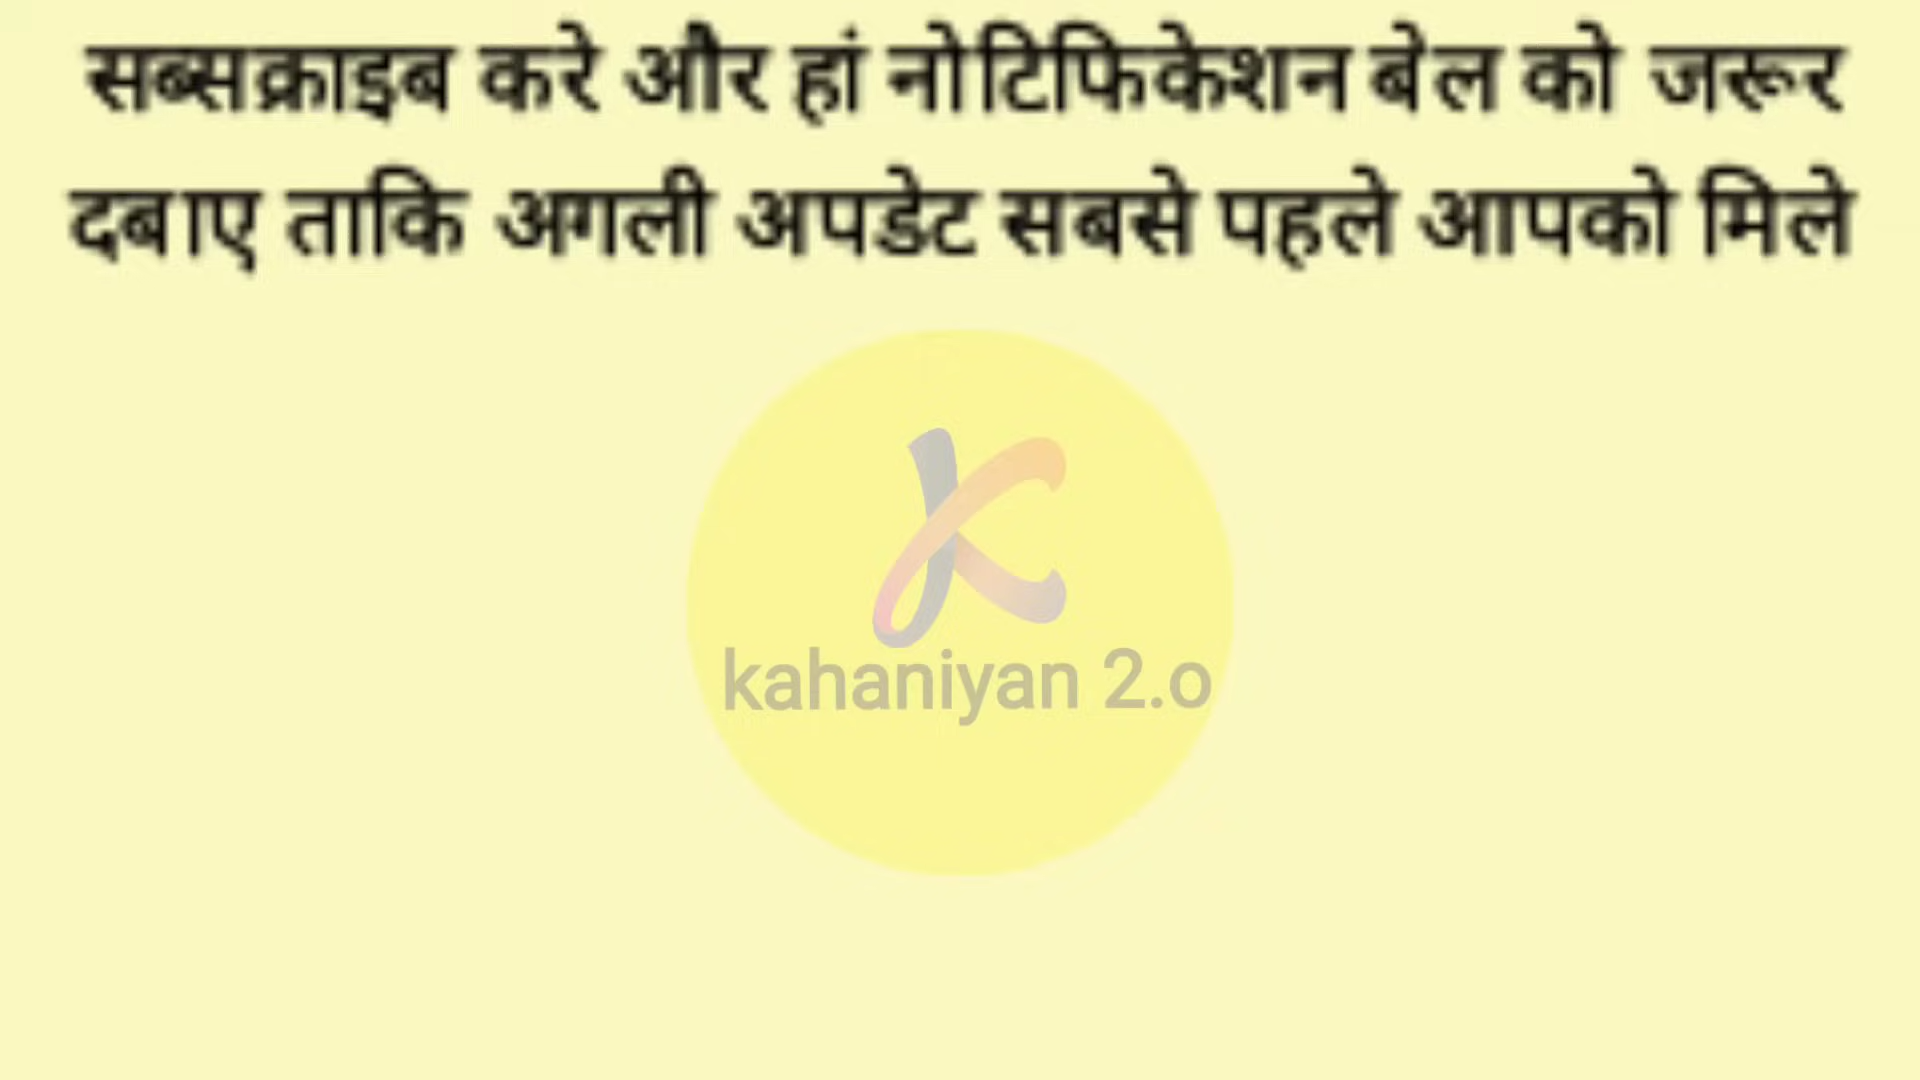 सब्सक्राइब करे और हां नोटिफिकेशन बेल को जरूर
दबाए ताकि अगली अपडेट सबसे पहले आपको मिले
kahaniyan 2.o